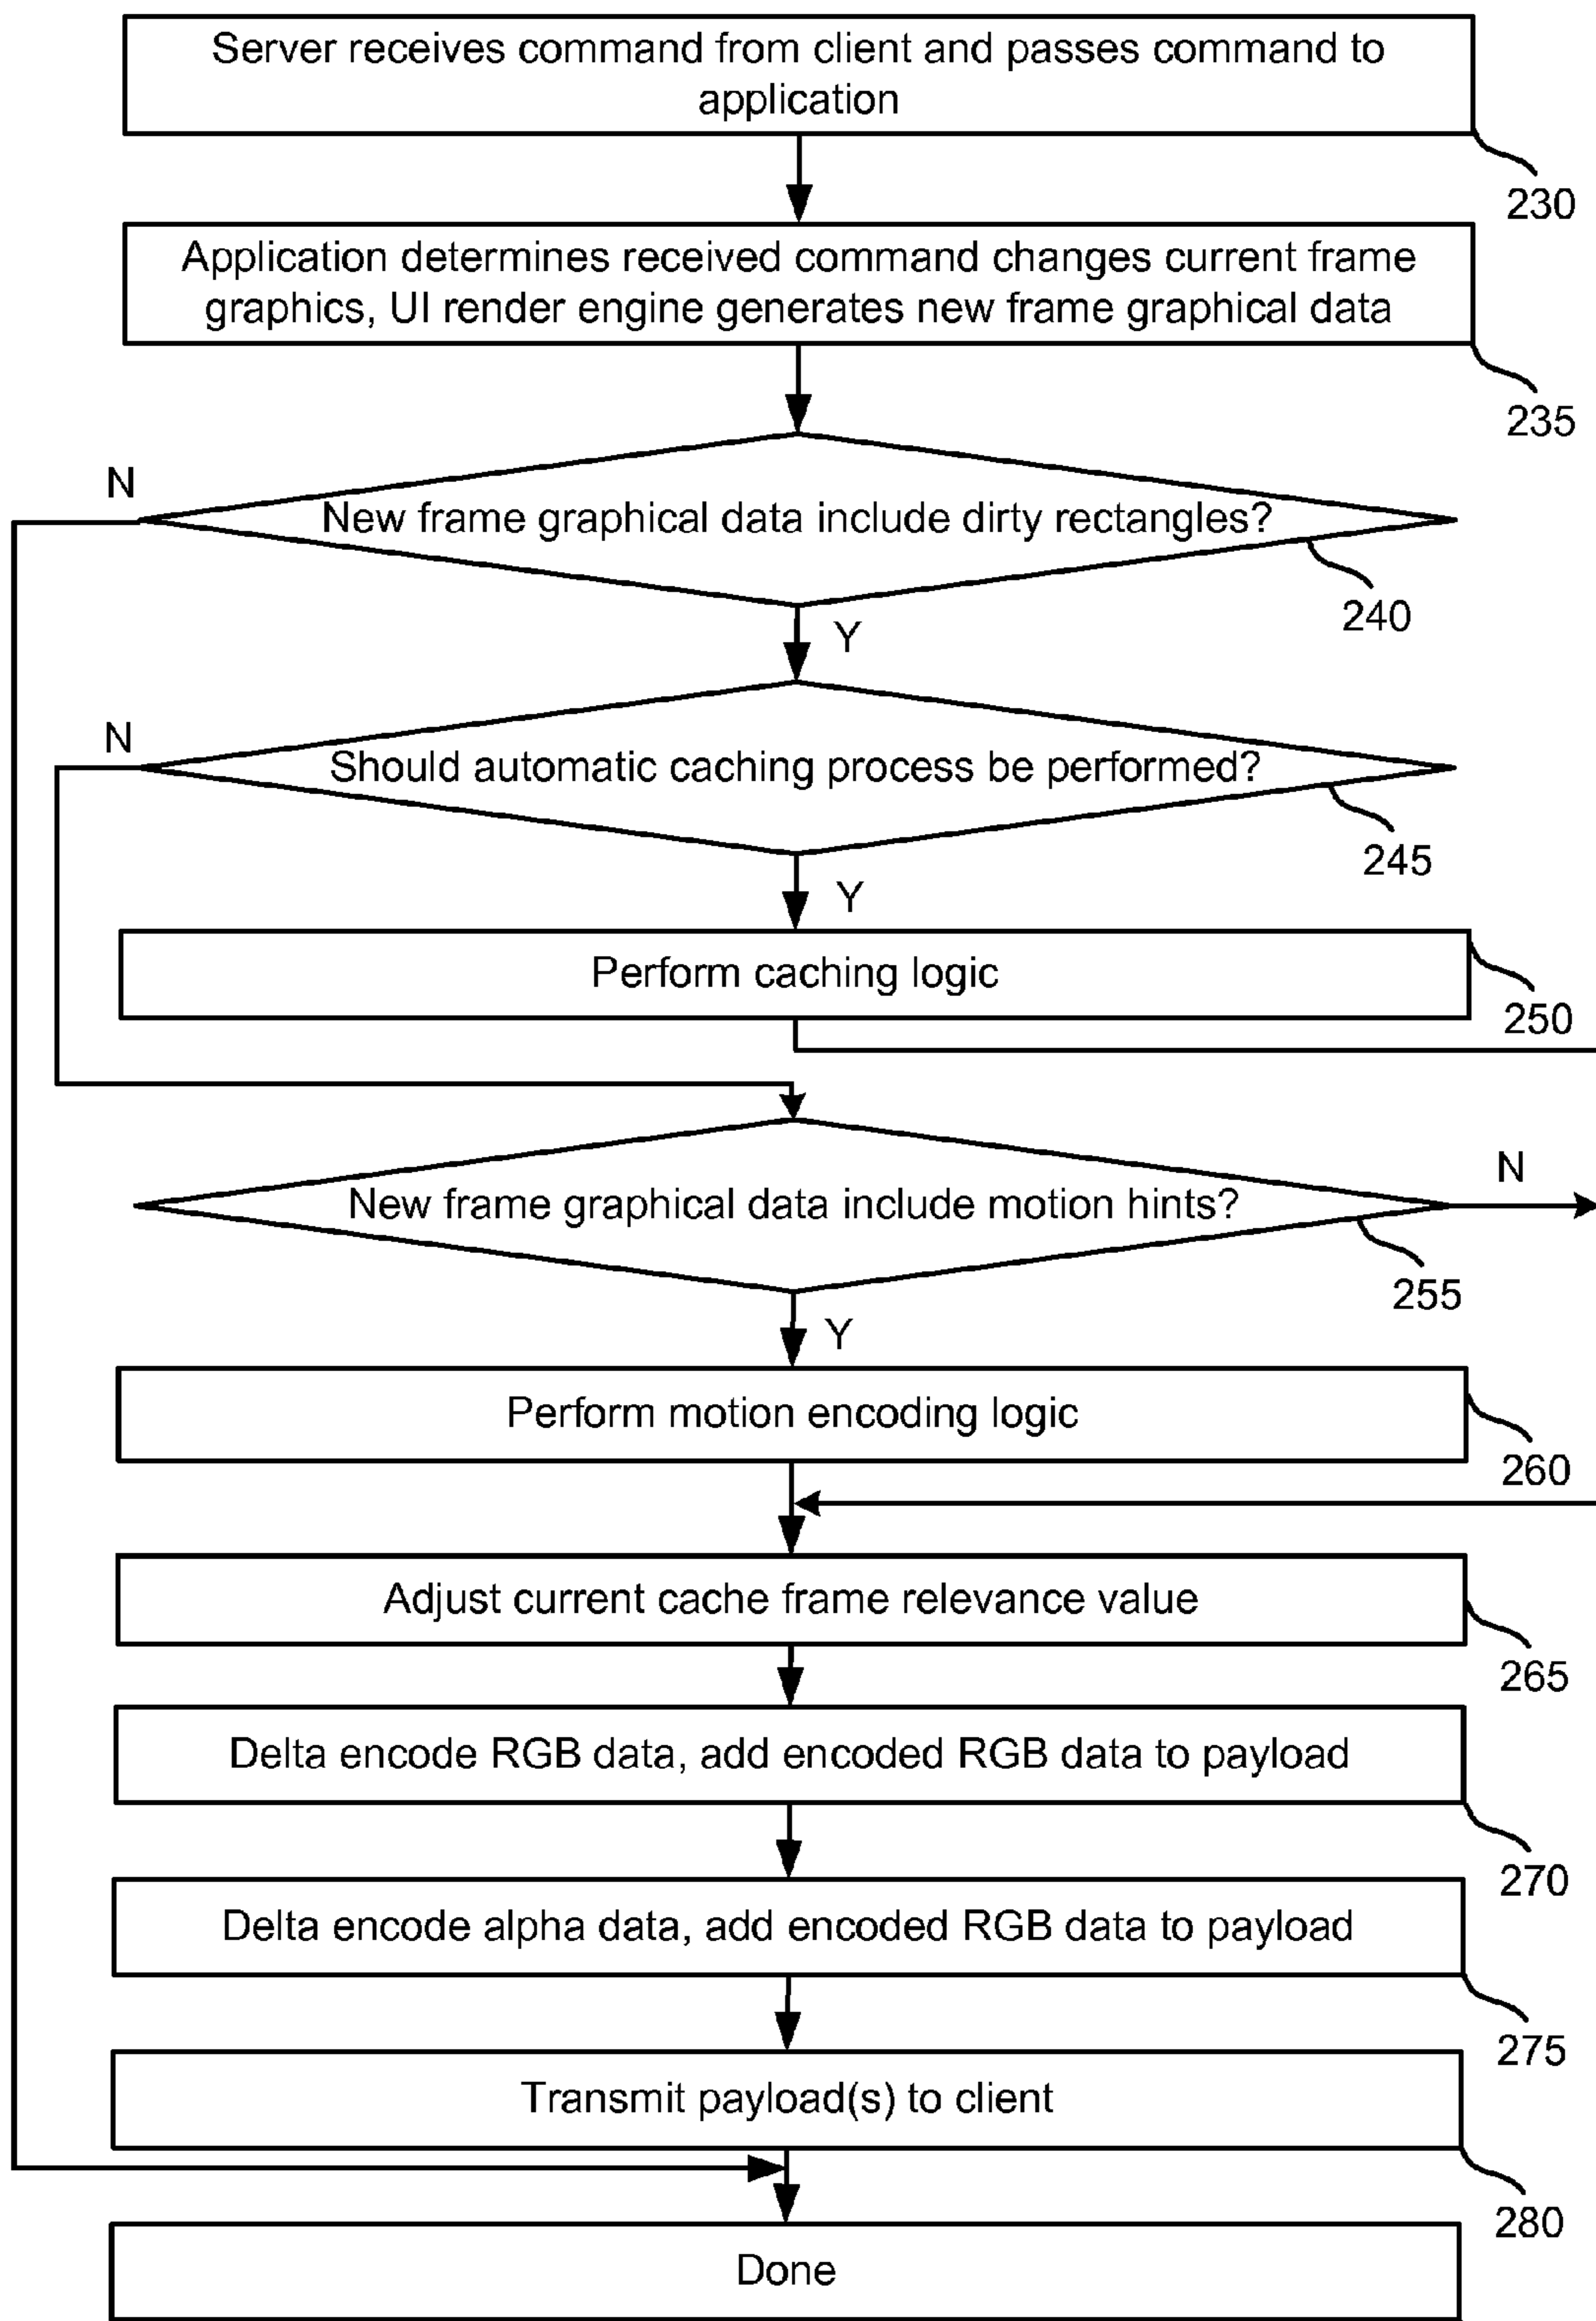 Server receives command from client and passes command to
application
230
Application determines received command changes current frame
graphics, UI render engine generates new frame graphical data
235
N
New frame graphical data include dirty rectangles?
240
Y
N
Should automatic caching process be performed?
245
Y
Perform caching logic
250
N
New frame graphical data include motion hints?
255
Y
Perform motion encoding logic
260
Adjust current cache frame relevance value
265
Delta encode RGB data, add encoded RGB data to payload
270
Delta encode alpha data, add encoded RGB data to payload
275
Transmit payload(s) to client
280
Done